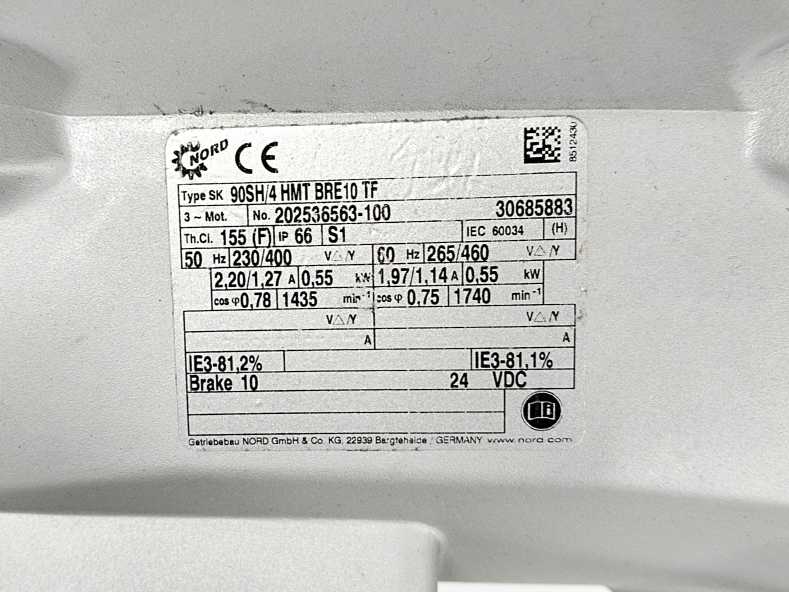 NORD CE
8512430
Type SK 90SH/4 HMT BRE10 TF
3 ~ Mot. No. 202536563-100 30685883
Th.Cl. 155 (F) IP 66 S1 IEC 60034 (H)
50 Hz 230/400 V△/Y 60 Hz 265/460 V△/Y
2,20/1,27 A 0,55 kW 1,97/1,14 A 0,55 kW
cos φ 0,78 1435 min⁻¹ cos φ 0,75 1740 min⁻¹
V△/Y V△/Y
A A
IE3-81,2% IE3-81,1%
Brake 10 24 VDC
Getriebebau NORD GmbH & Co. KG, 22939 Bargteheide / GERMANY www.nord.com